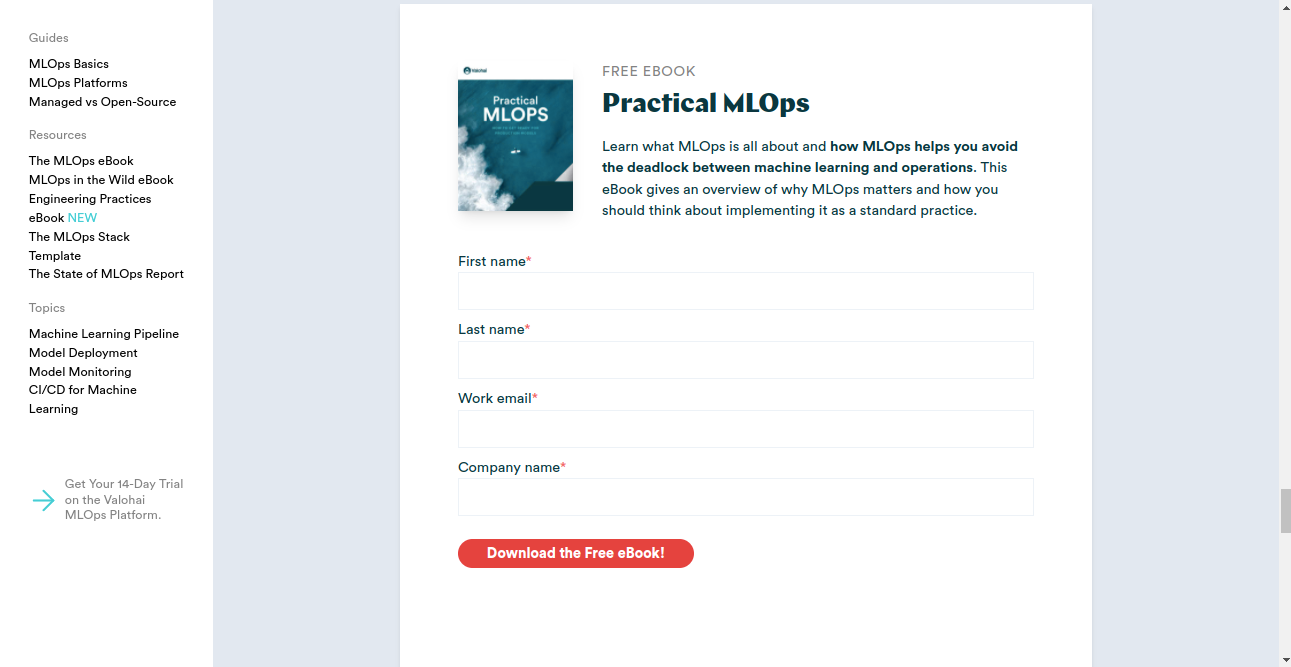 Guides
MLOps Basics
MLOps Platforms
Managed vs Open-Source
Resources
The MLOps eBook
MLOps in the Wild eBook
Engineering Practices
eBook NEW
The MLOps Stack
Template
The State of MLOps Report
Topics
Machine Learning Pipeline
Model Deployment
Model Monitoring
CI/CD for Machine
Learning
Get Your 14-Day Trial
on the Valohai
MLOps Platform.
Valohai
Practical
MLOPS
FREE EBOOK
Practical MLOps
Learn what MLOps is all about and how MLOps helps you avoid
the deadlock between machine learning and operations. This
eBook gives an overview of why MLOps matters and how you
should think about implementing it as a standard practice.
First name*
Last name*
Work email*
Company name*
Download the Free eBook!